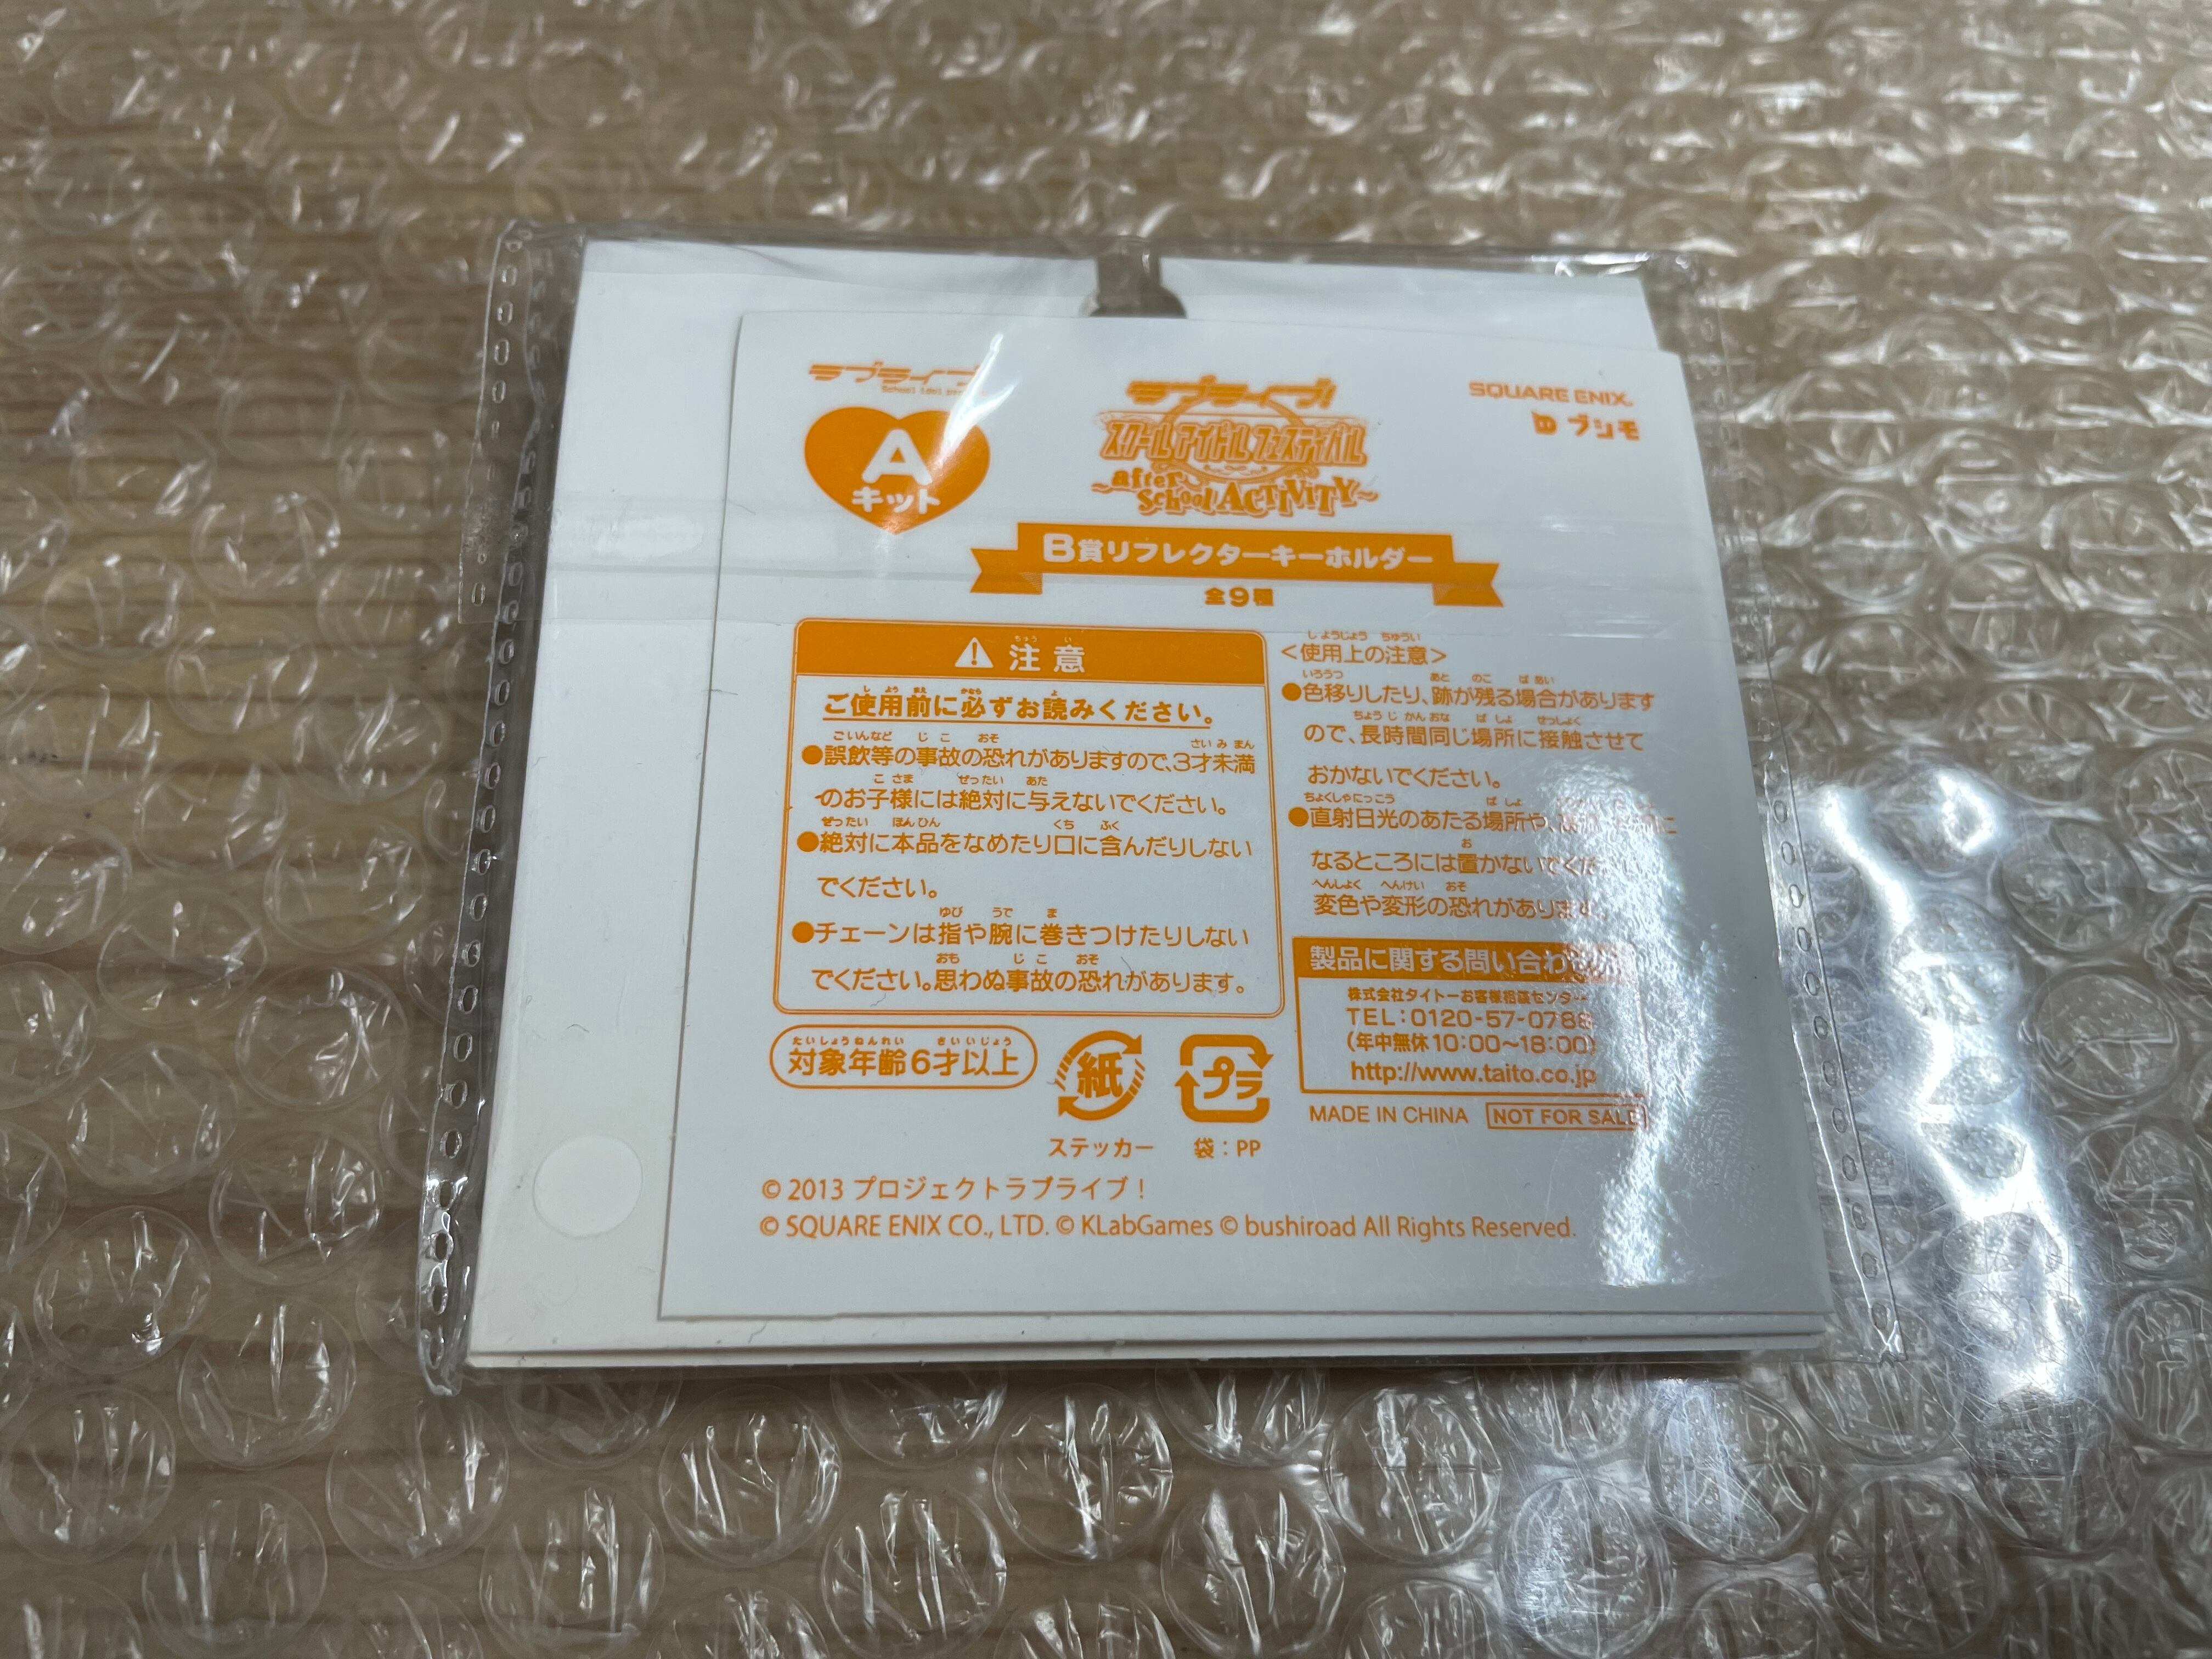 ラブライブ!
School idol
A
キット
ラブライブ!
スクールアイドルフェスティバル
~after School ACTIVITY~
SQUARE ENIX.
ブシモ
B賞リフレクターキーホルダー
全9種
注意
ご使用前に必ずお読みください。
●誤飲等の事故の恐れがありますので、3才未満
のお子様には絶対に与えないでください。
●絶対に本品をなめたり口に含んだりしない
でください。
●チェーンは指や腕に巻きつけたりしない
でください。思わぬ事故の恐れがあります。
<使用上の注意>
●色移りしたり、跡が残る場合があります
ので、長時間同じ場所に接触させて
おかないでください。
●直射日光のあたる場所や、
なるところには置かないでください。
変色や変形の恐れがあります。
製品に関する問い合わせ
株式会社タイトーお客様相談センター
TEL:0120-57-0788
(年中無休10:00~18:00)
http://www.taito.co.jp
対象年齢6才以上
紙
プラ
ステッカー
袋:PP
MADE IN CHINA
NOT FOR SALE
© 2013 プロジェクトラブライブ!
© SQUARE ENIX CO., LTD. © KLabGames © bushiroad All Rights Reserved.